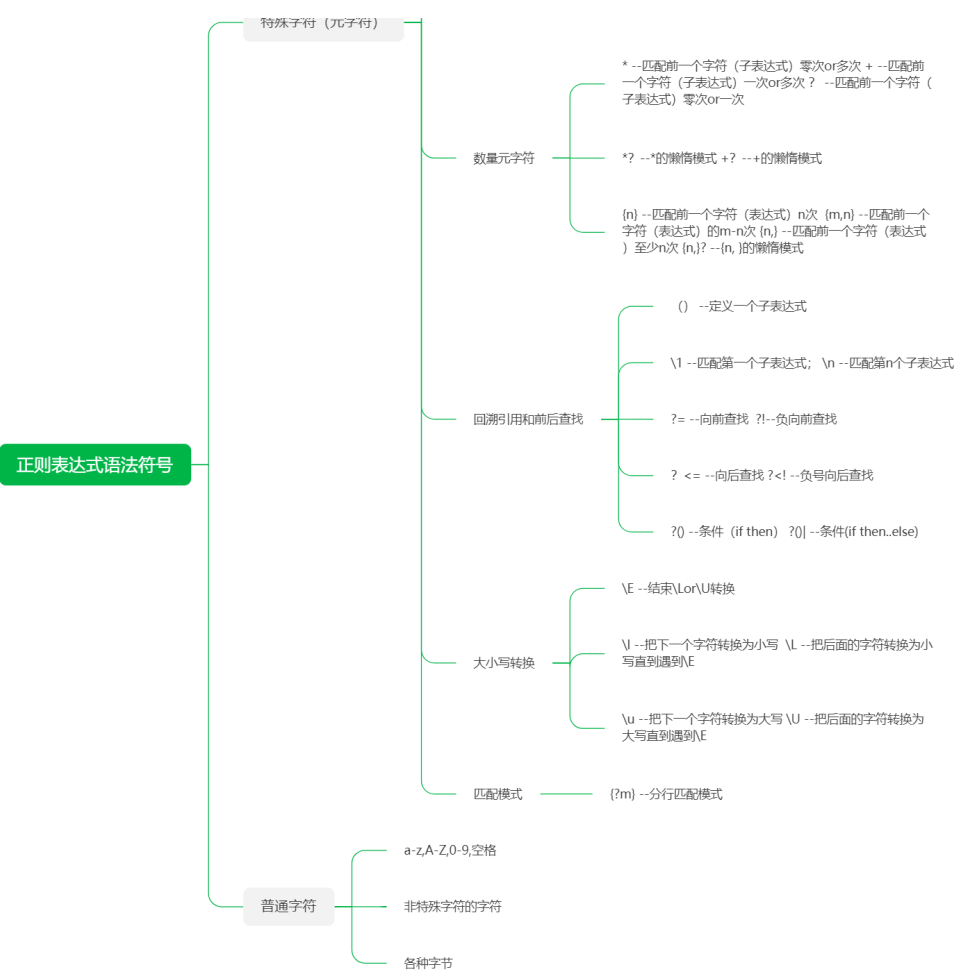 特殊字符（元字符）
* --匹配前一个字符（子表达式）零次or多次 + --匹配前
一个字符（子表达式）一次or多次 ？ --匹配前一个字符（
子表达式）零次or一次
数量元字符
*？ --*的懒惰模式 +？ --+的懒惰模式
{n} --匹配前一个字符（表达式）n次 {m,n} --匹配前一个
字符（表达式）的m-n次 {n,} --匹配前一个字符（表达式
）至少n次 {n,}? --{n, }的懒惰模式
（） --定义一个子表达式
\1 --匹配第一个子表达式； \n --匹配第n个子表达式
回溯引用和前后查找
?= --向前查找 ?!--负向前查找
？<= --向后查找 ?<! --负号向后查找
?() --条件（if then） ?()| --条件(if then..else)
正则表达式语法符号
\E --结束\Lor\U转换
大小写转换
\l --把下一个字符转换为小写 \L --把后面的字符转换为小
写直到遇到\E
\u --把下一个字符转换为大写 \U --把后面的字符转换为
大写直到遇到\E
匹配模式
{?m} --分行匹配模式
a-z,A-Z,0-9,空格
普通字符
非特殊字符的字符
各种字节